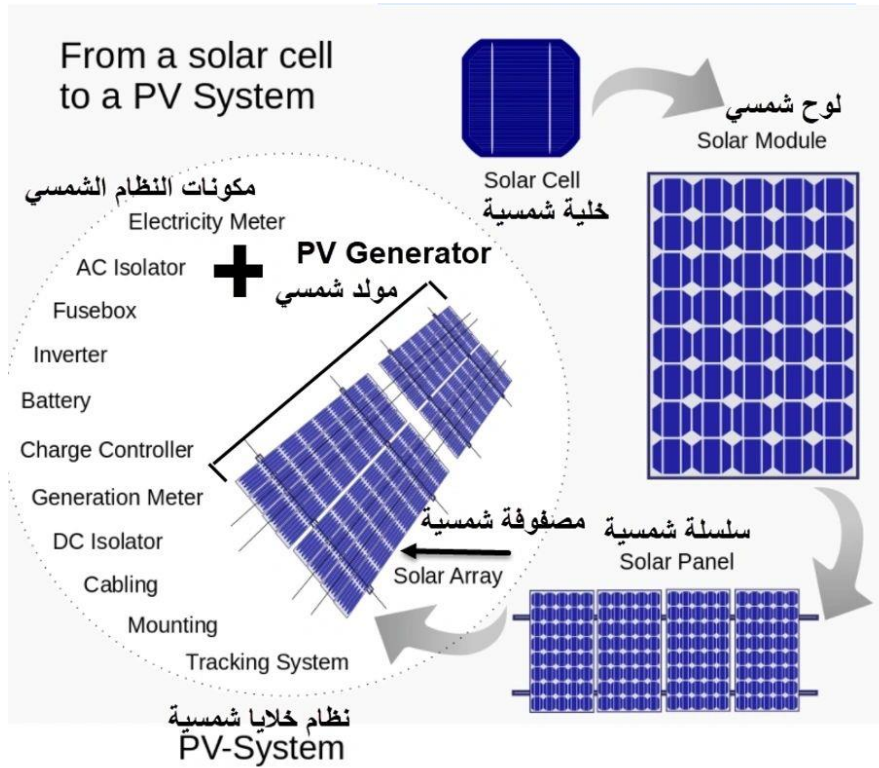 From a solar cell
to a PV System
لوح شمسي
Solar Module
Solar Cell
خلية شمسية
مكونات النظام الشمسي
Electricity Meter
AC Isolator
+
PV Generator
مولد شمسي
Fusebox
Inverter
Battery
Charge Controller
Generation Meter
DC Isolator
Cabling
Mounting
Tracking System
مصفوفة شمسية
Solar Array
سلسلة شمسية
Solar Panel
نظام خلايا شمسية
PV-System